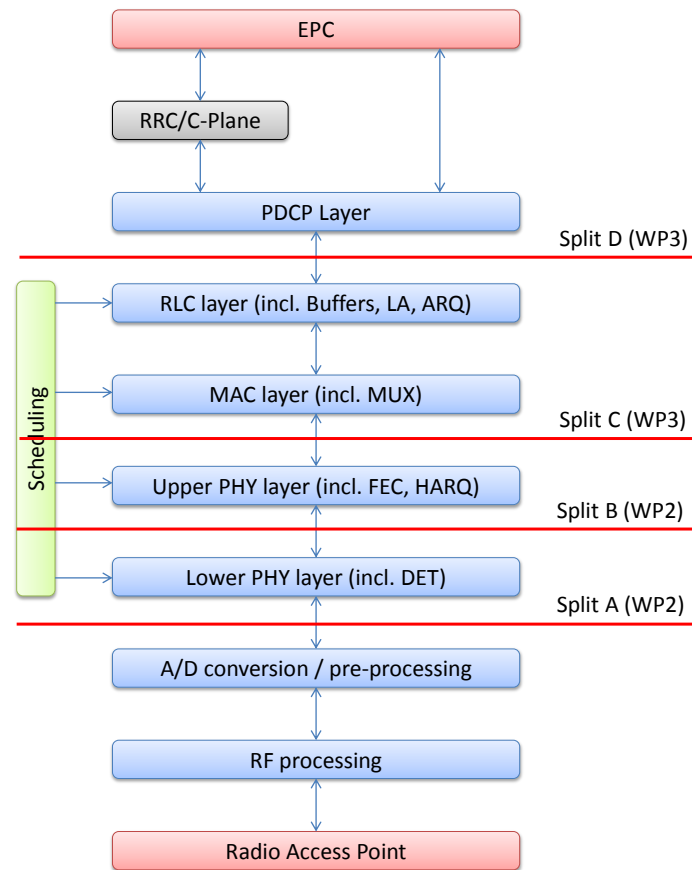 EPC
RRC/C-Plane
PDCP Layer
Split D (WP3)
RLC layer (incl. Buffers, LA, ARQ)
Scheduling
MAC layer (incl. MUX)
Split C (WP3)
Upper PHY layer (incl. FEC, HARQ)
Split B (WP2)
Lower PHY layer (incl. DET)
Split A (WP2)
A/D conversion / pre-processing
RF processing
Radio Access Point